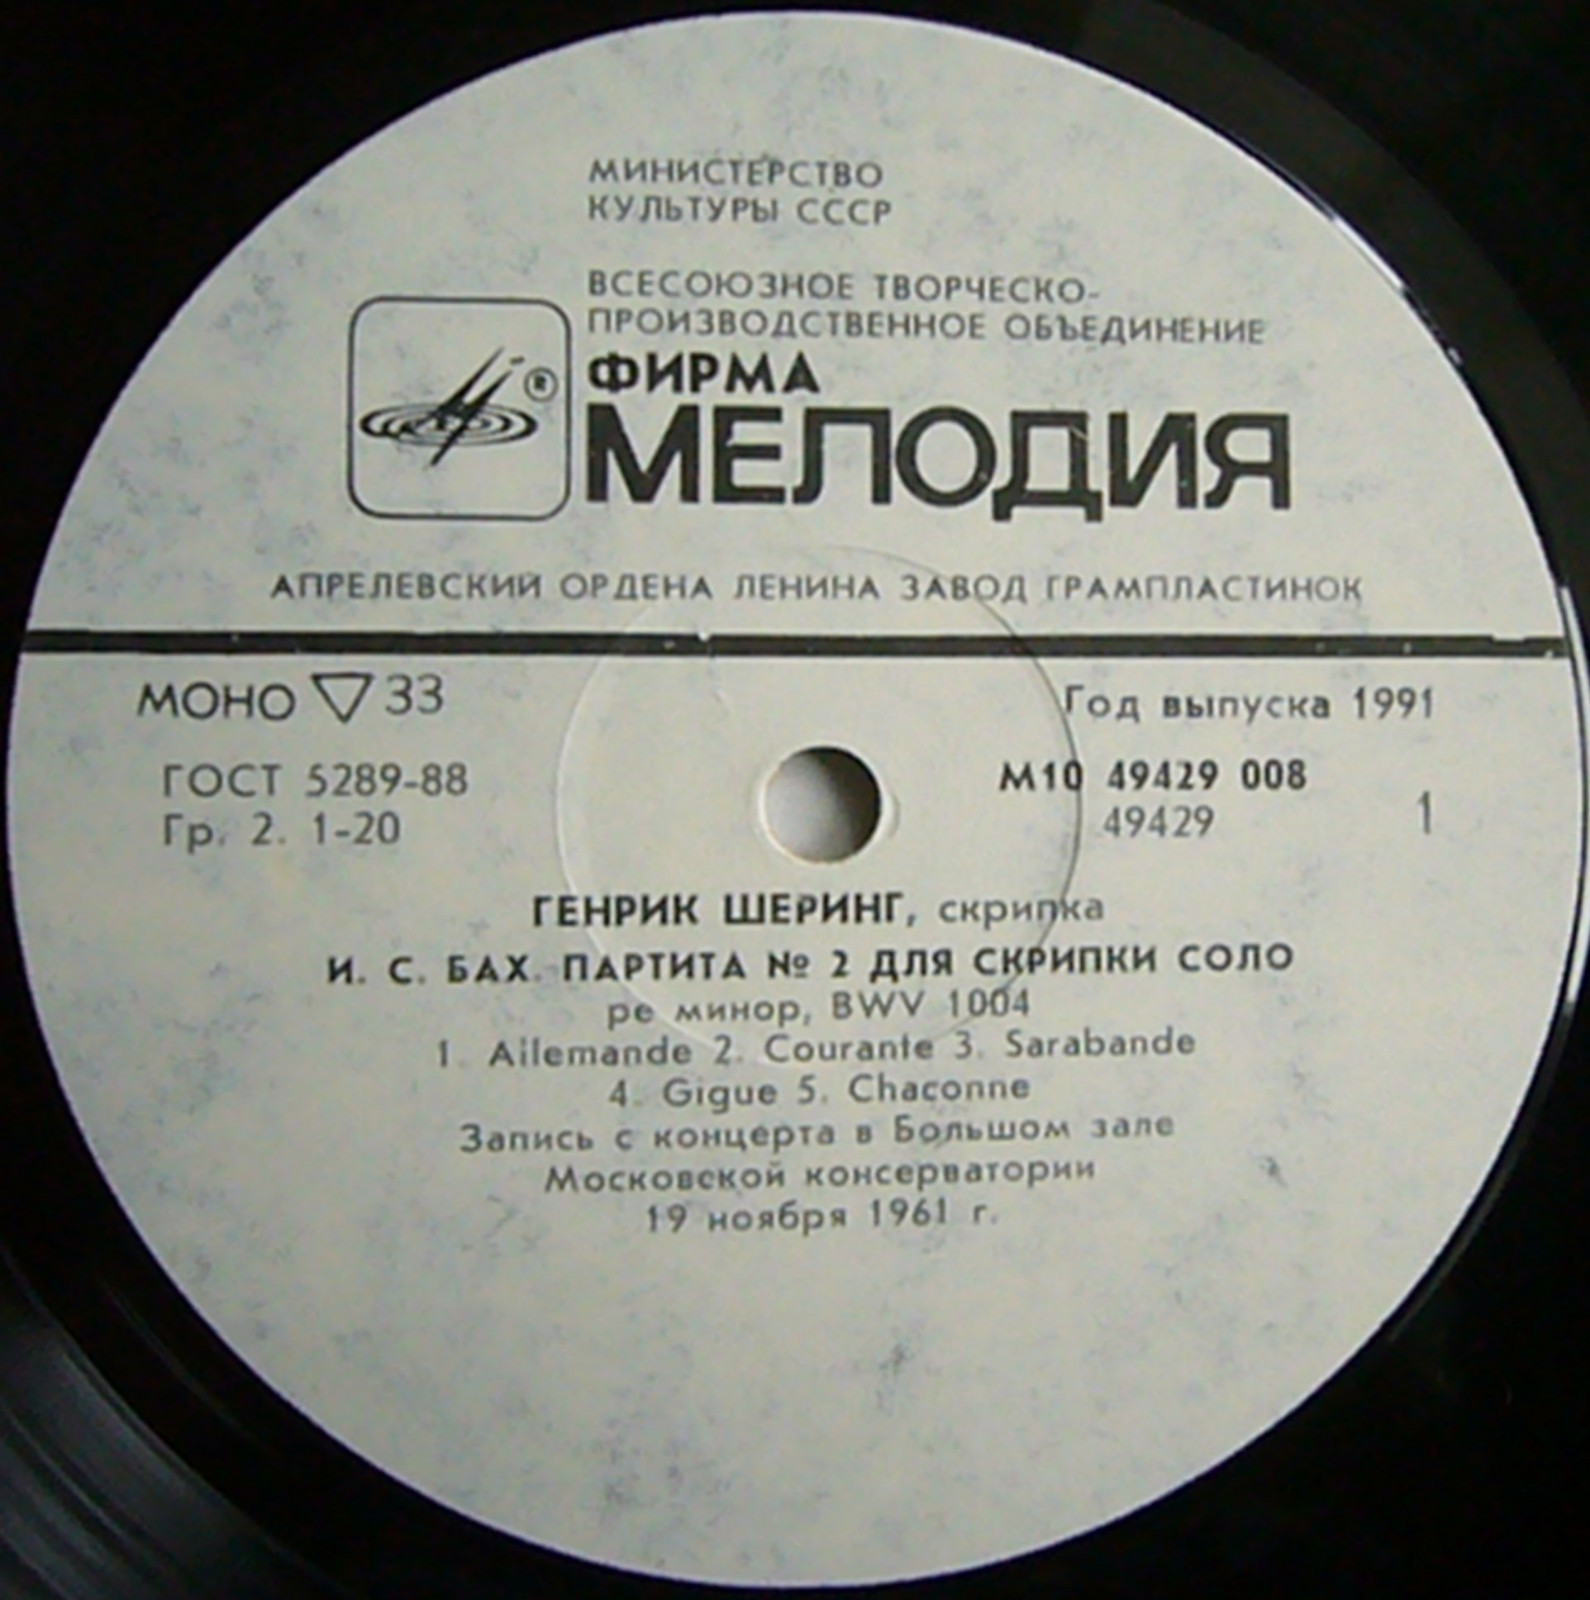 МИНИСТЕРСТВО
КУЛЬТУРЫ СССР
ВСЕСОЮЗНОЕ ТВОРЧЕСКО-
ПРОИЗВОДСТВЕННОЕ ОБЪЕДИНЕНИЕ
ФИРМА
®
МЕЛОДИЯ
АПРЕЛЕВСКИЙ ОРДЕНА ЛЕНИНА ЗАВОД ГРАМПЛАСТИНОК
МОНО ▽ 33
Год выпуска 1991
ГОСТ 5289-88
М10 49429 008
Гр. 2. 1-20
49429
1
ГЕНРИК ШЕРИНГ, скрипка
И. С. БАХ. ПАРТИТА № 2 ДЛЯ СКРИПКИ СОЛО
ре минор, BWV 1004
1. Allemande 2. Courante 3. Sarabande
4. Gigue 5. Chaconne
Запись с концерта в Большом зале
Московской консерватории
19 ноября 1961 г.